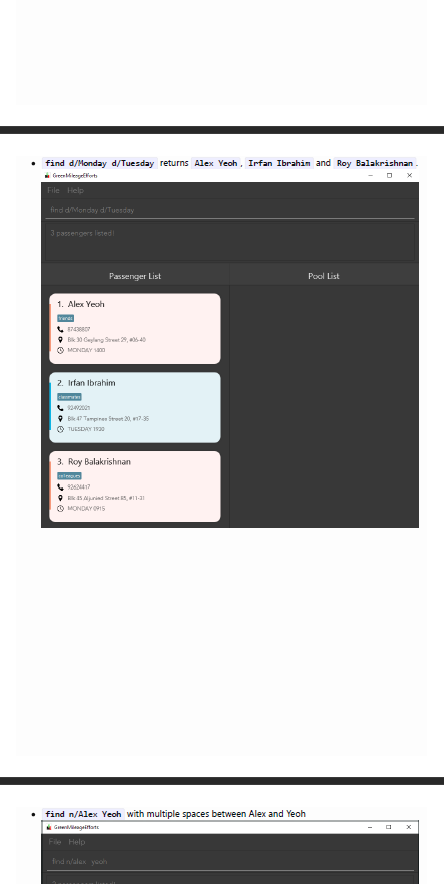 • find d/Monday d/Tuesday returns Alex Yeoh, Irfan Ibrahim and Roy Balakrishnan.
GreenMileageEfforts
File Help
find d/Monday d/Tuesday
3 passengers listed!
Passenger List
Pool List
1. Alex Yeoh
friends
87438807
Blk 30 Geylang Street 29, #06-40
MONDAY 1400
2. Irfan Ibrahim
classmates
92492021
Blk 47 Tampines Street 20, #17-35
TUESDAY 1930
3. Roy Balakrishnan
colleagues
92624417
Blk 45 Aljunied Street 85, #11-31
MONDAY 0915
• find n/Alex Yeoh with multiple spaces between Alex and Yeoh
GreenMileageEfforts
File Help
find n/alex  yeoh